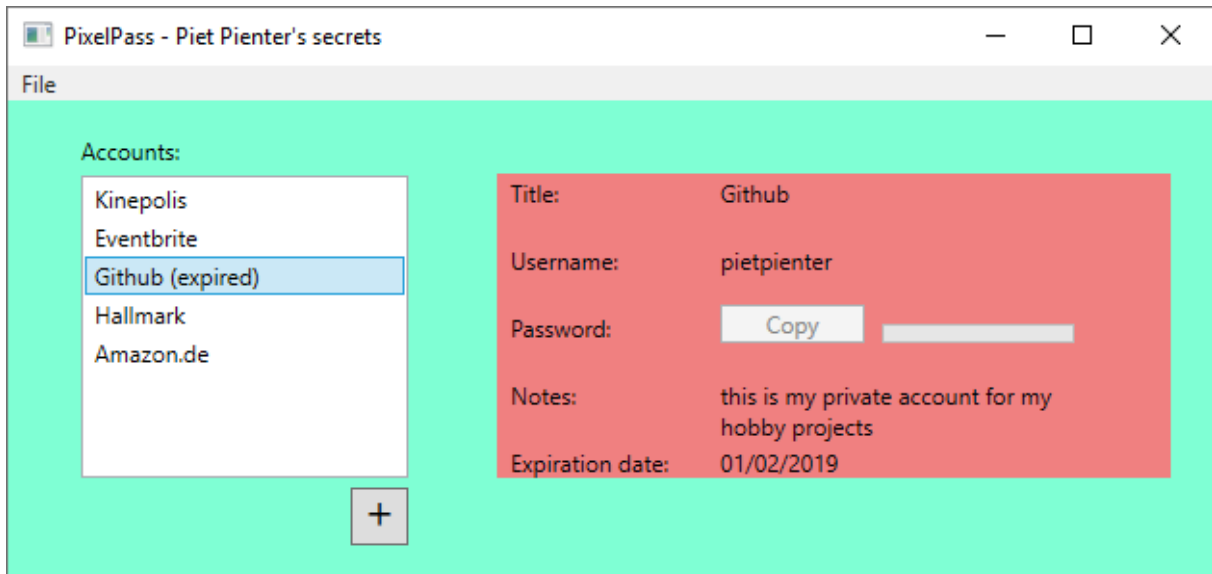 PixelPass - Piet Pienter's secrets
File
Accounts:
Kinepolis
Eventbrite
Github (expired)
Hallmark
Amazon.de
+
Title: Github
Username: pietpienter
Password: Copy
Notes: this is my private account for my
hobby projects
Expiration date: 01/02/2019